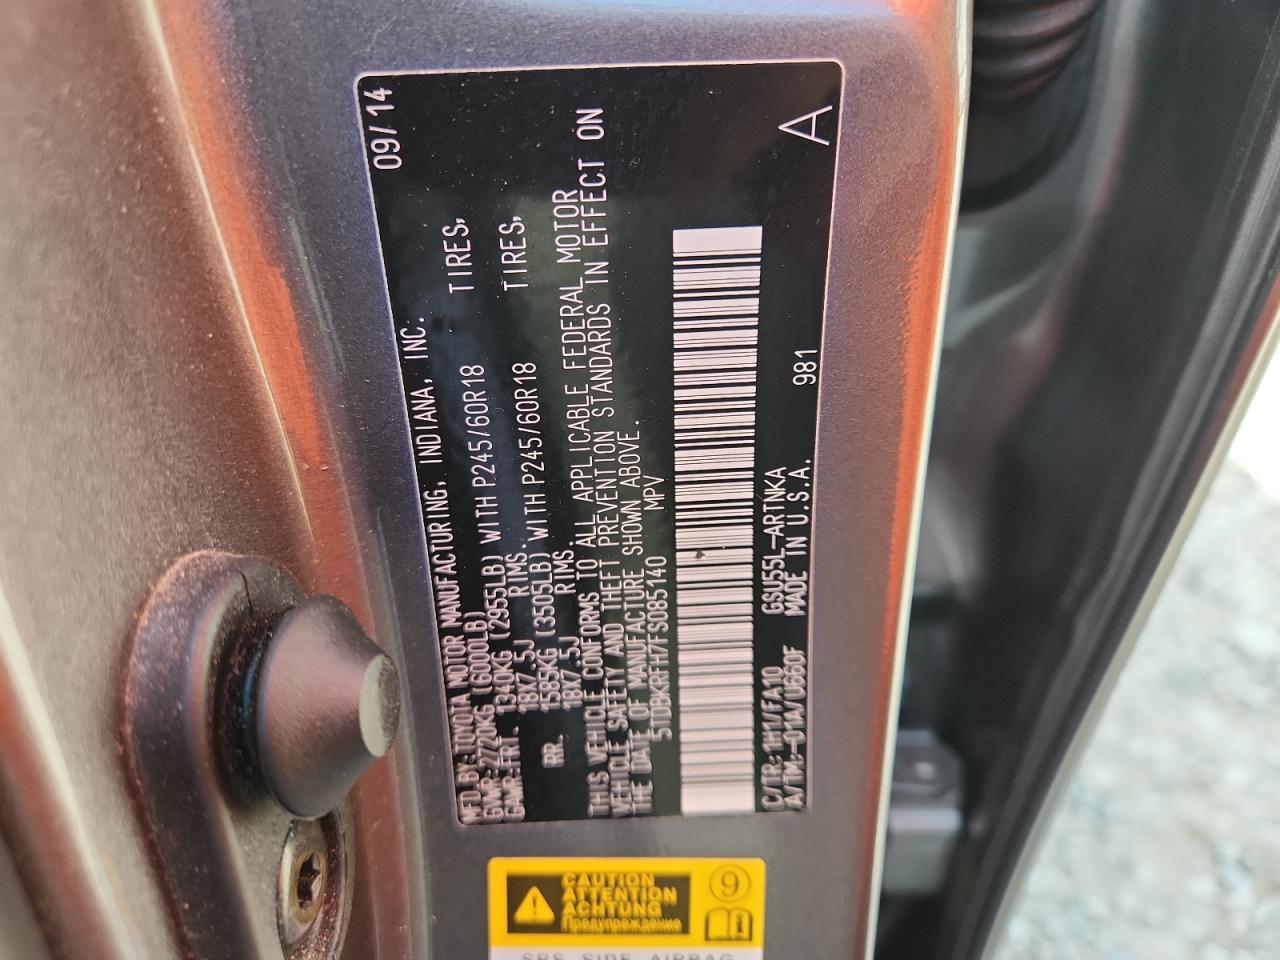 MFD.BY: TOYOTA MOTOR MANUFACTURING, INDIANA, INC. 09/14
GVWR: 2720KG (6000LB)
GAWR: FRT. 1340KG (2955LB) WITH P245/60R18 TIRES,
18X7.5J RIMS.
RR. 1585KG (3505LB) WITH P245/60R18 TIRES,
18X7.5J RIMS.
THIS VEHICLE CONFORMS TO ALL APPLICABLE FEDERAL MOTOR
VEHICLE SAFETY AND THEFT PREVENTION STANDARDS IN EFFECT ON
THE DATE OF MANUFACTURE SHOWN ABOVE.
5TDBKRFH7FS085140 MPV
C/TR: 1H1/FA10 GSU55L-ARTNKA
A/TM: -01A/U660F MADE IN U.S.A. 981 A
CAUTION
ATTENTION
ACHTUNG
Предупреждение
9
i
SRS SIDE AIRBAG